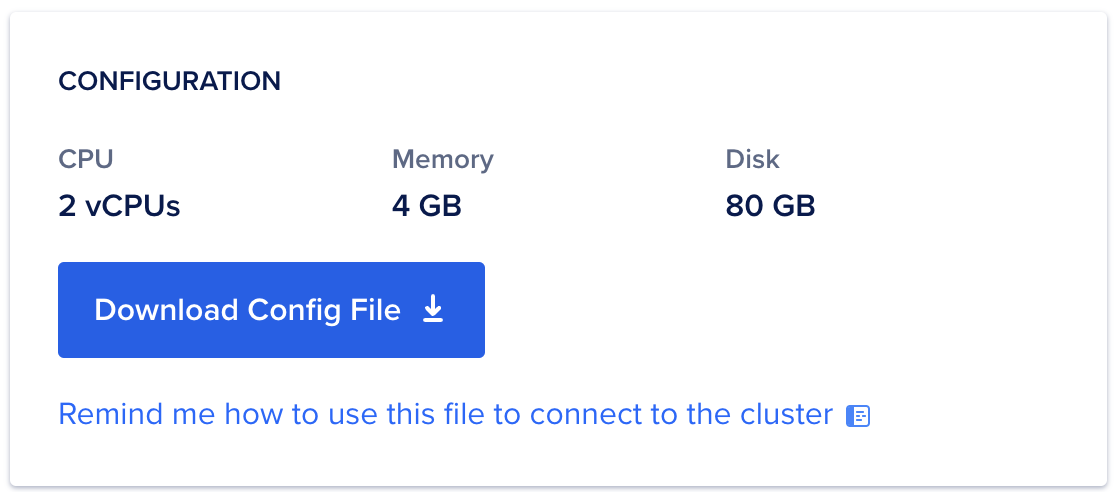 CONFIGURATION
CPU Memory Disk
2 vCPUs 4 GB 80 GB
Download Config File
Remind me how to use this file to connect to the cluster